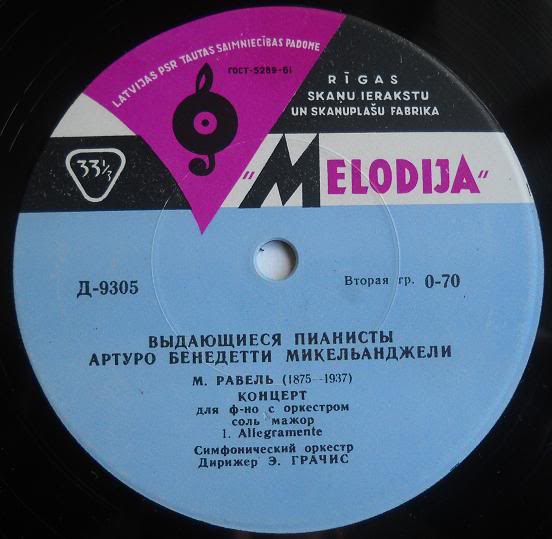 LATVIJAS PSR TAUTAS SAIMNIECĪBAS PADOME
ГОСТ-5289-61
RĪGAS
SKAŅU IERAKSTU
UN SKAŅUPLAŠU FABRIKA
33⅓
"MELODIJA"
Д-9305
Вторая гр. 0-70
ВЫДАЮЩИЕСЯ ПИАНИСТЫ
АРТУРО БЕНЕДЕТТИ МИКЕЛЬАНДЖЕЛИ
М. РАВЕЛЬ (1875—1937)
КОНЦЕРТ
для ф-но с оркестром
соль мажор
1. Allegramente
Симфонический оркестр
Дирижер Э. ГРАЧИС